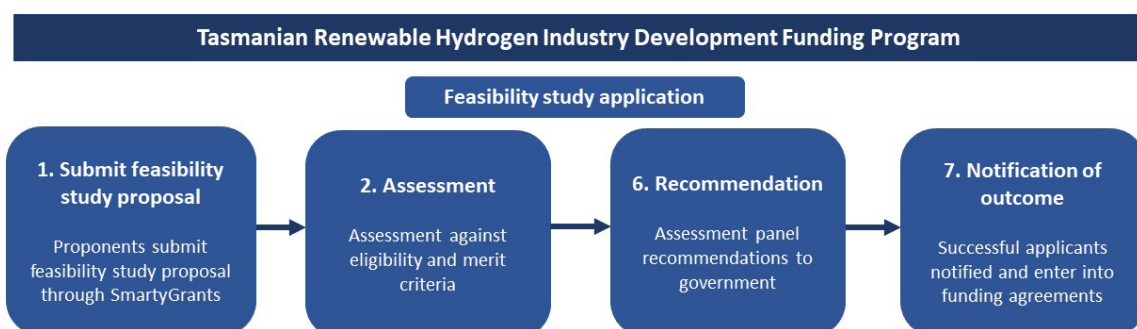 Tasmanian Renewable Hydrogen Industry Development Funding Program
Feasibility study application
1. Submit feasibility
study proposal
Proponents submit
feasibility study proposal
through SmartyGrants
2. Assessment
Assessment against
eligibility and merit
criteria
6. Recommendation
Assessment panel
recommendations to
government
7. Notification of
outcome
Successful applicants
notified and enter into
funding agreements